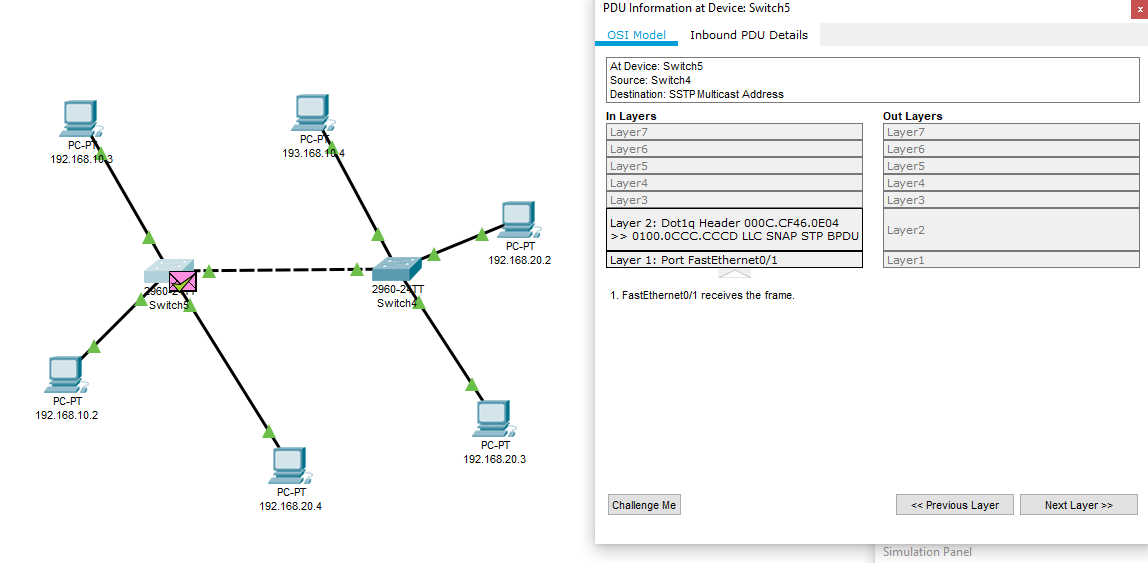 PC-PT
192.168.10.3
PC-PT
193.168.10.4
PC-PT
192.168.20.2
2960-24TT
Switch5
2960-24TT
Switch4
PC-PT
192.168.10.2
PC-PT
192.168.20.3
PC-PT
192.168.20.4
PDU Information at Device: Switch5
x
OSI Model Inbound PDU Details
At Device: Switch5
Source: Switch4
Destination: SSTP Multicast Address
In Layers
Layer7
Layer6
Layer5
Layer4
Layer3
Layer 2: Dot1q Header 000C.CF46.0E04
>> 0100.0CCC.CCCD LLC SNAP STP BPDU
Layer 1: Port FastEthernet0/1
Out Layers
Layer7
Layer6
Layer5
Layer4
Layer3
Layer2
Layer1
1. FastEthernet0/1 receives the frame.
Challenge Me
<< Previous Layer
Next Layer >>
Simulation Panel